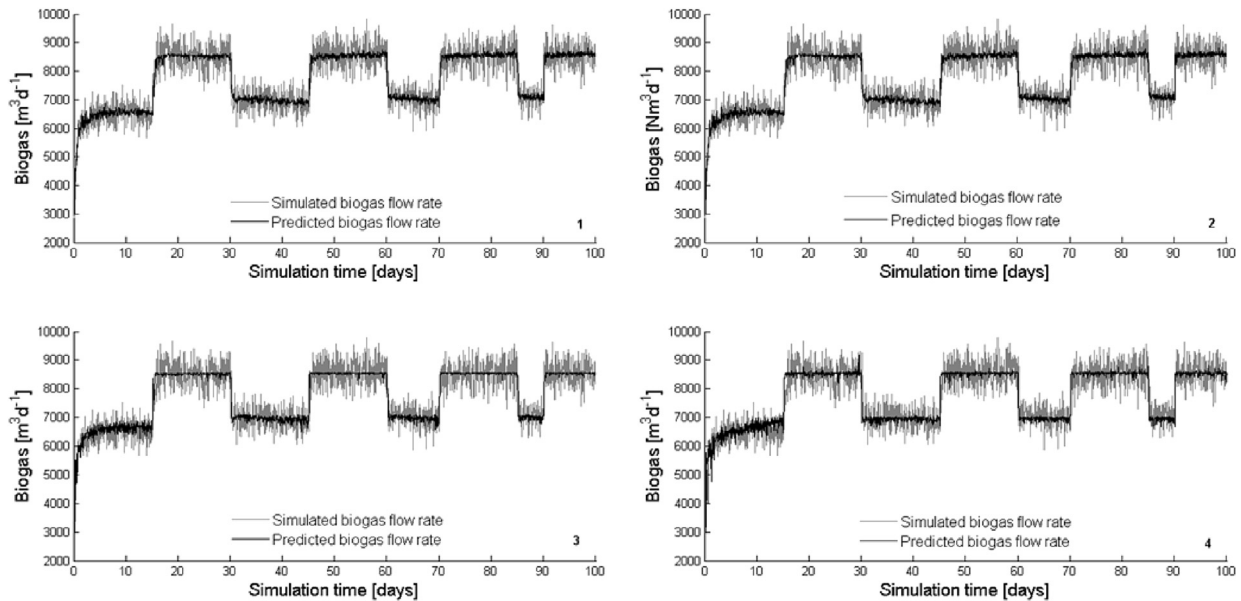 10000
9000
8000
7000
6000
5000
4000
3000
2000
Biogas [m³d⁻¹]
Simulated biogas flow rate
Predicted biogas flow rate
1
0 10 20 30 40 50 60 70 80 90 100
Simulation time [days]
10000
9000
8000
7000
6000
5000
4000
3000
2000
Biogas [Nm³d⁻¹]
Simulated biogas flow rate
Predicted biogas flow rate
2
0 10 20 30 40 50 60 70 80 90 100
Simulation time [days]
10000
9000
8000
7000
6000
5000
4000
3000
2000
Biogas [m³d⁻¹]
Simulated biogas flow rate
Predicted biogas flow rate
3
0 10 20 30 40 50 60 70 80 90 100
Simulation time [days]
10000
9000
8000
7000
6000
5000
4000
3000
2000
Biogas [m³d⁻¹]
Simulated biogas flow rate
Predicted biogas flow rate
4
0 10 20 30 40 50 60 70 80 90 100
Simulation time [days]